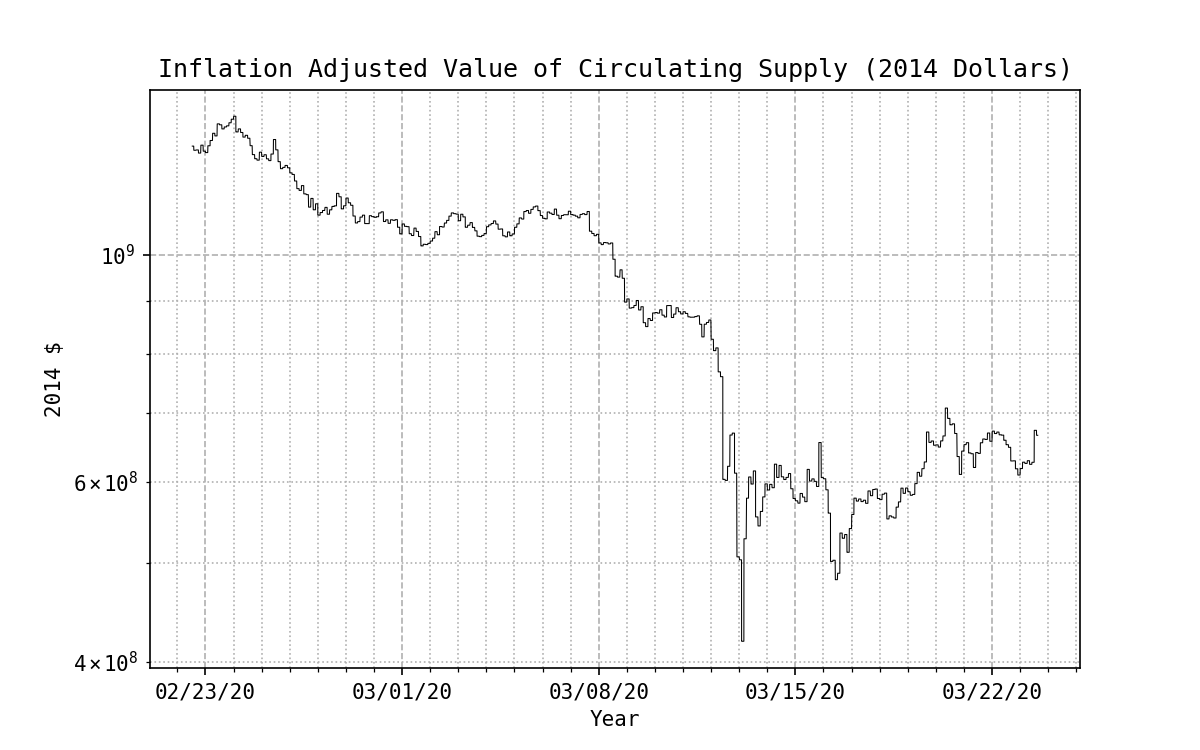 Inflation Adjusted Value of Circulating Supply (2014 Dollars)
2014 $
10⁹
6×10⁸
4×10⁸
02/23/20 03/01/20 03/08/20 03/15/20 03/22/20
Year